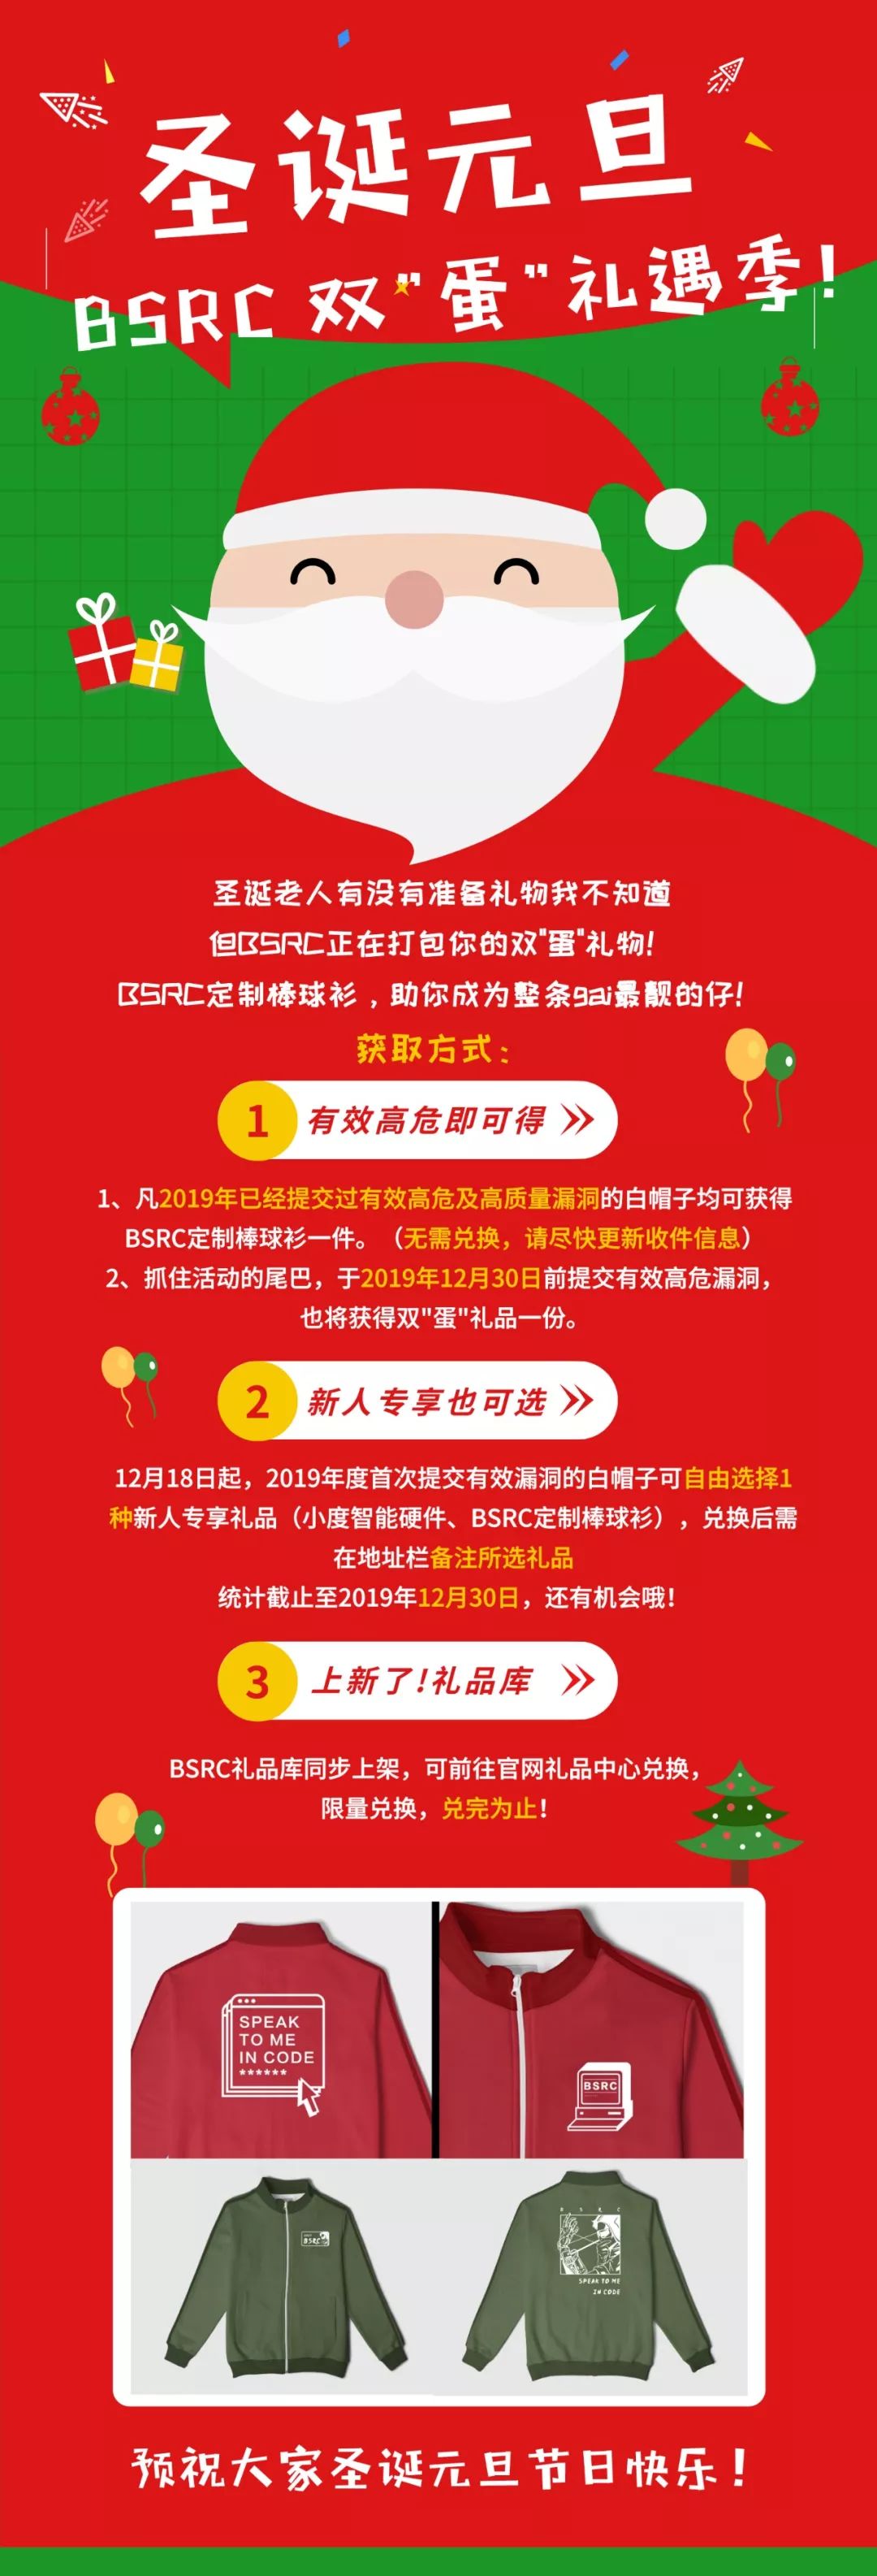 圣诞元旦
BSRC 双"蛋"礼遇季!
圣诞老人有没有准备礼物我不知道
但BSRC正在打包你的双"蛋"礼物!
BSRC定制棒球衫，助你成为整条gai最靓的仔!
获取方式：
1 有效高危即可得
1、凡2019年已经提交过有效高危及高质量漏洞的白帽子均可获得
BSRC定制棒球衫一件。（无需兑换，请尽快更新收件信息）
2、抓住活动的尾巴，于2019年12月30日前提交有效高危漏洞，
也将获得双"蛋"礼品一份。
2 新人专享也可选
12月18日起，2019年度首次提交有效漏洞的白帽子可自由选择1
种新人专享礼品（小度智能硬件、BSRC定制棒球衫），兑换后需
在地址栏备注所选礼品
统计截止至2019年12月30日，还有机会哦!
3 上新了!礼品库
BSRC礼品库同步上架，可前往官网礼品中心兑换，
限量兑换，兑完为止!
SPEAK
TO ME
IN CODE
******
BSRC
BSRC
B S R C
SPEAK TO ME
IN CODE
预祝大家圣诞元旦节日快乐!